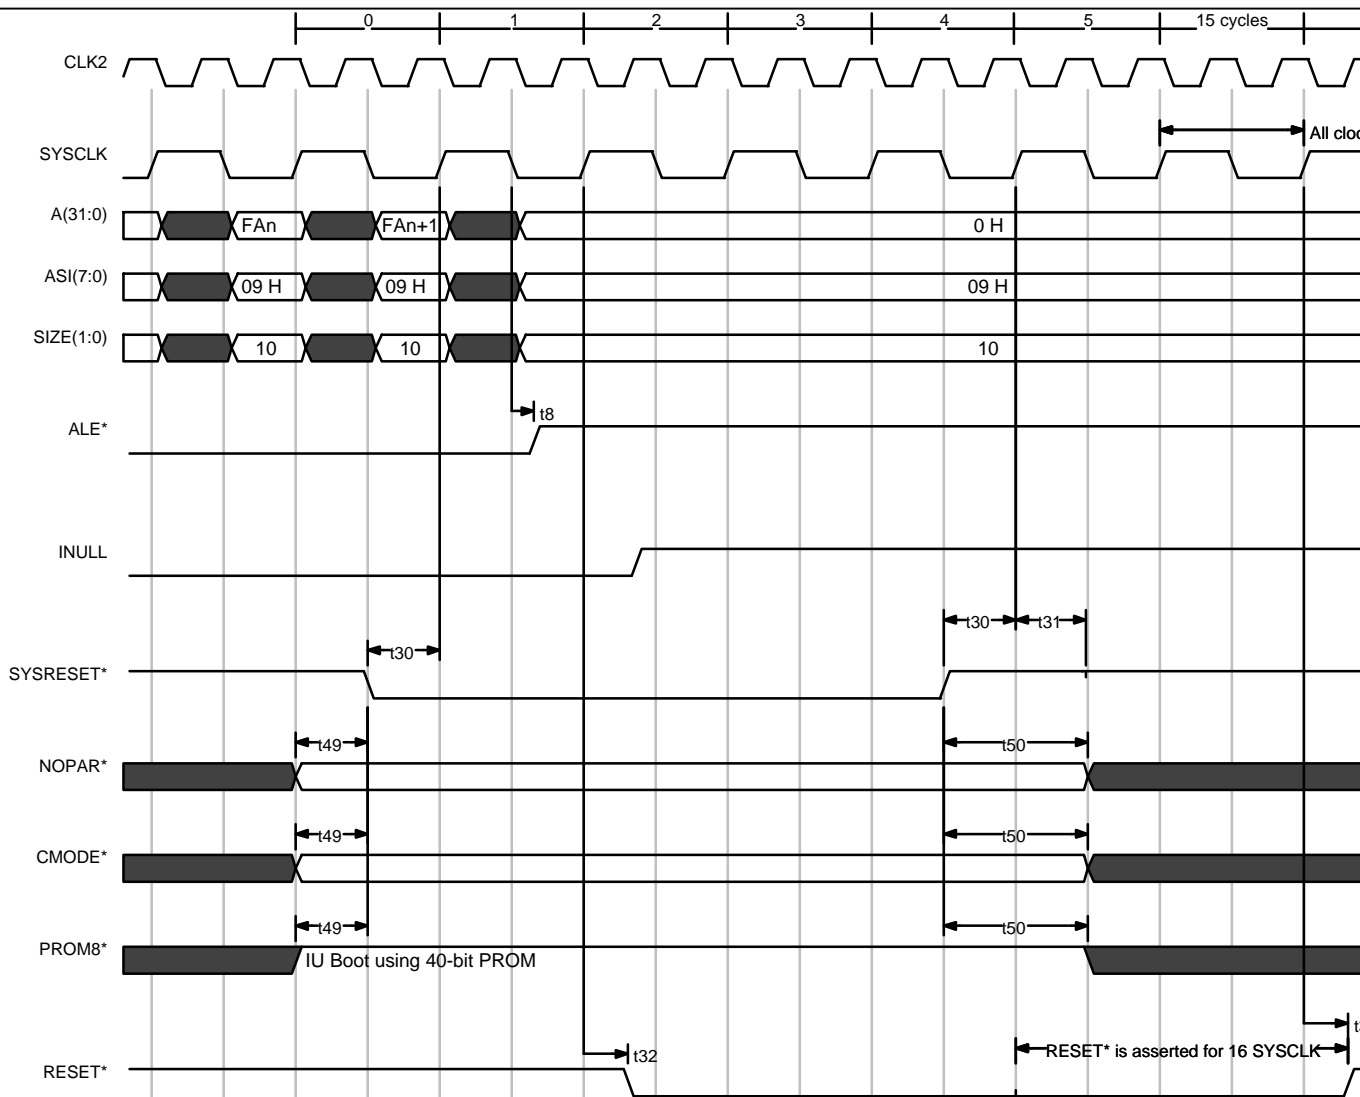 0 1 2 3 4 5 15 cycles
CLK2
All cloc
SYSCLK
A(31:0) FAn FAn+1 0 H
ASI(7:0) 09 H 09 H 09 H
SIZE(1:0) 10 10 10
t8
ALE*
INULL
t30 t31
t30
SYSRESET*
t49 t50
NOPAR*
t49 t50
CMODE*
t49 t50
PROM8*
IU Boot using 40-bit PROM
t32 RESET* is asserted for 16 SYSCLK
RESET*